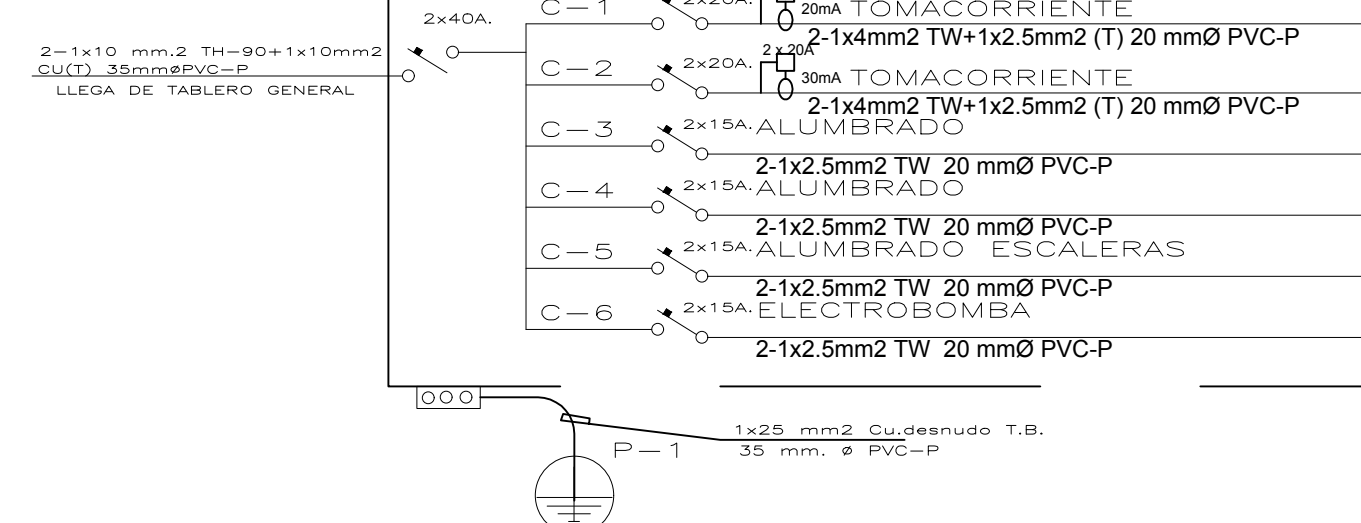 C-1
2x20A.
20mA TOMACORRIENTE
2x40A.
2-1x4mm2 TW+1x2.5mm2 (T) 20 mmØ PVC-P
2-1x10 mm.2 TH-90+1x10mm2
CU(T) 35mmøPVC-P
LLEGA DE TABLERO GENERAL
C-2
2x20A.
2 x 20A
30mA TOMACORRIENTE
2-1x4mm2 TW+1x2.5mm2 (T) 20 mmØ PVC-P
C-3
2x15A. ALUMBRADO
2-1x2.5mm2 TW 20 mmØ PVC-P
C-4
2x15A. ALUMBRADO
2-1x2.5mm2 TW 20 mmØ PVC-P
C-5
2x15A. ALUMBRADO ESCALERAS
2-1x2.5mm2 TW 20 mmØ PVC-P
C-6
2x15A. ELECTROBOMBA
2-1x2.5mm2 TW 20 mmØ PVC-P
1x25 mm2 Cu.desnudo T.B.
35 mm. ø PVC-P
P-1